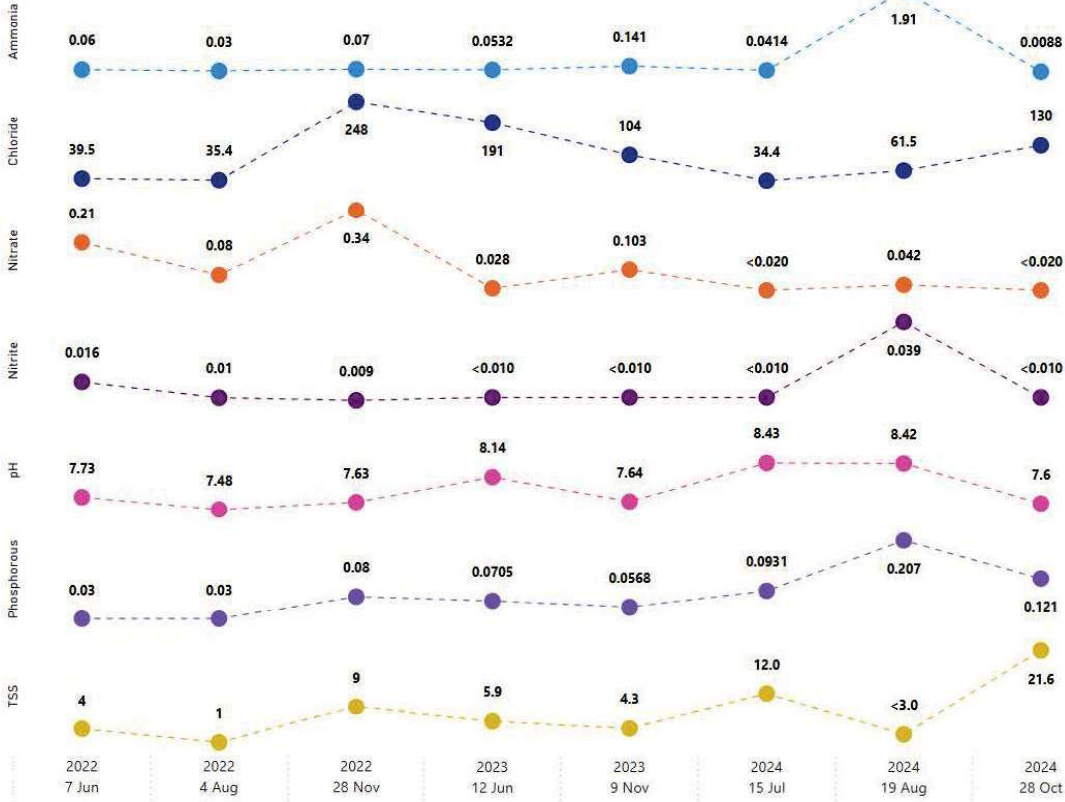 Ammonia
0.06 0.03 0.07 0.0532 0.141 0.0414 1.91 0.0088
Chloride
39.5 35.4 248 191 104 34.4 61.5 130
Nitrate
0.21 0.08 0.34 0.028 0.103 <0.020 0.042 <0.020
Nitrite
0.016 0.01 0.009 <0.010 <0.010 <0.010 0.039 <0.010
pH
7.73 7.48 7.63 8.14 7.64 8.43 8.42 7.6
Phosphorous
0.03 0.03 0.08 0.0705 0.0568 0.0931 0.207 0.121
TSS
4 1 9 5.9 4.3 12.0 <3.0 21.6
2022 2022 2022 2023 2023 2024 2024 2024
7 Jun 4 Aug 28 Nov 12 Jun 9 Nov 15 Jul 19 Aug 28 Oct